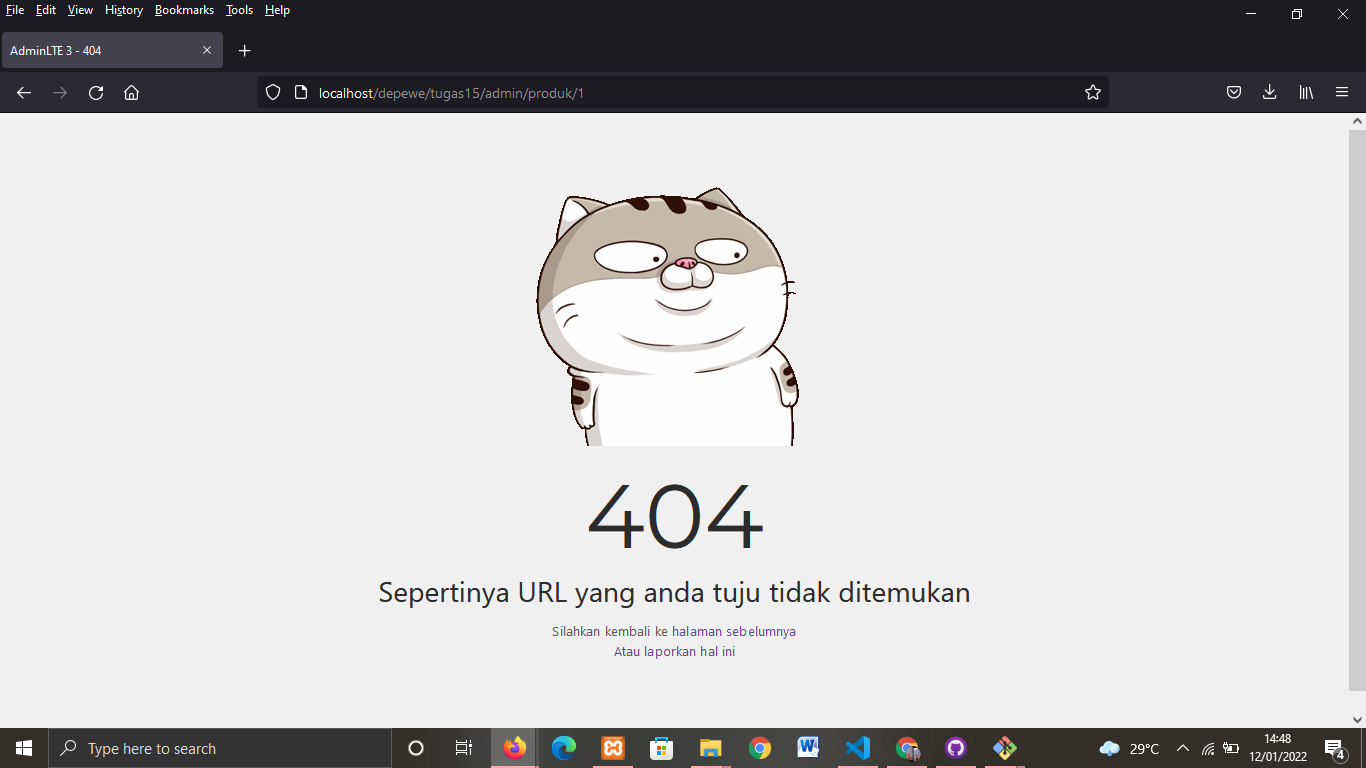 File Edit View History Bookmarks Tools Help
AdminLTE 3 - 404
localhost/depewe/tugas15/admin/produk/1
404
Sepertinya URL yang anda tuju tidak ditemukan
Silahkan kembali ke halaman sebelumnya
Atau laporkan hal ini
Type here to search
29°C
14:48
12/01/2022
4